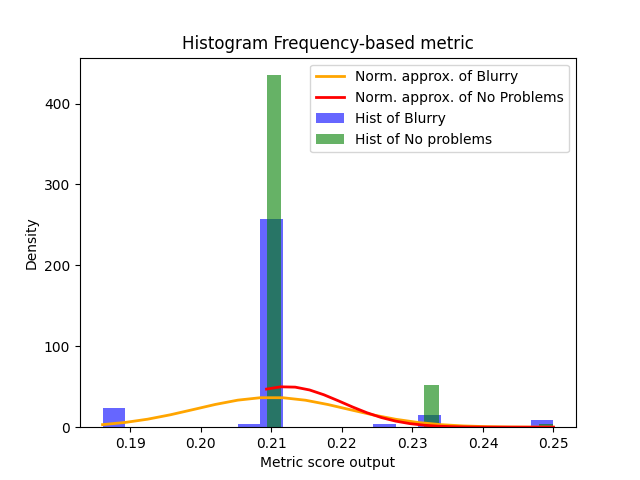 Histogram Frequency-based metric
Norm. approx. of Blurry
Norm. approx. of No Problems
Hist of Blurry
Hist of No problems
Density
400
300
200
100
0
0.19 0.20 0.21 0.22 0.23 0.24 0.25
Metric score output